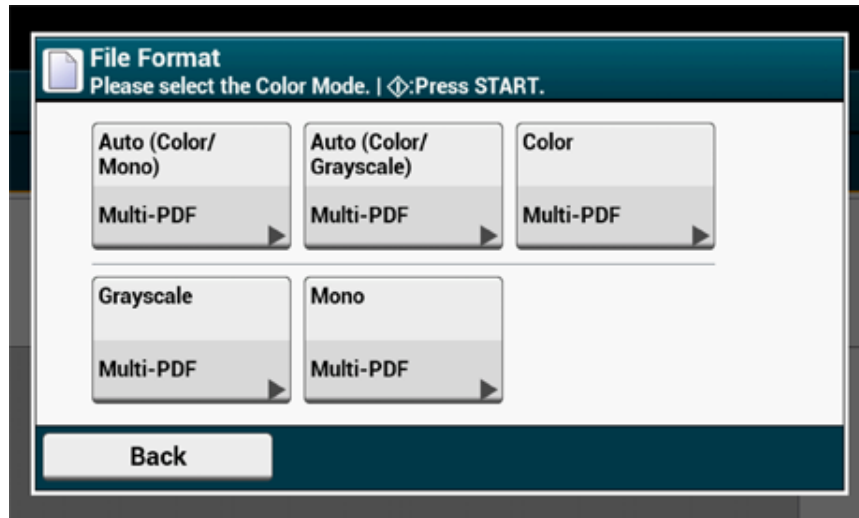 File Format
Please select the Color Mode. | :Press START.
Auto (Color/
Mono)
Multi-PDF
Auto (Color/
Grayscale)
Multi-PDF
Color
Multi-PDF
Grayscale
Multi-PDF
Mono
Multi-PDF
Back